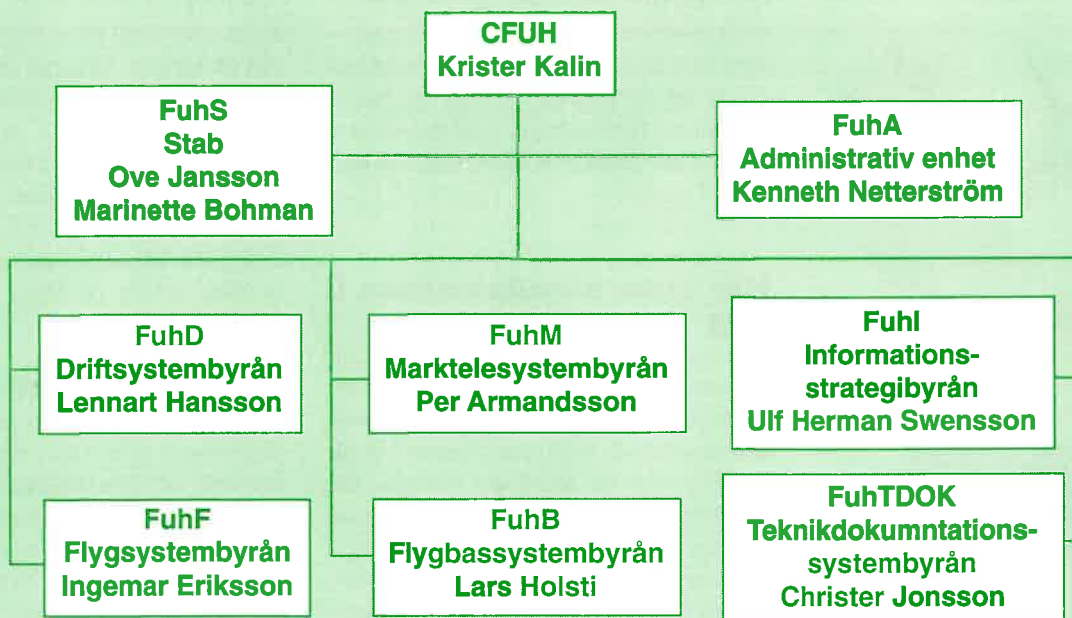 CFUH
Krister Kalin
FuhS
Stab
Ove Jansson
Marinette Bohman
FuhA
Administrativ enhet
Kenneth Netterström
FuhD
Driftsystembyrån
Lennart Hansson
FuhM
Marktelesystembyrån
Per Armandsson
FuhI
Informations-
strategibyrån
Ulf Herman Swensson
FuhF
Flygsystembyrån
Ingemar Eriksson
FuhB
Flygbassystembyrån
Lars Holsti
FuhTDOK
Teknikdokumntations-
systembyrån
Christer Jonsson